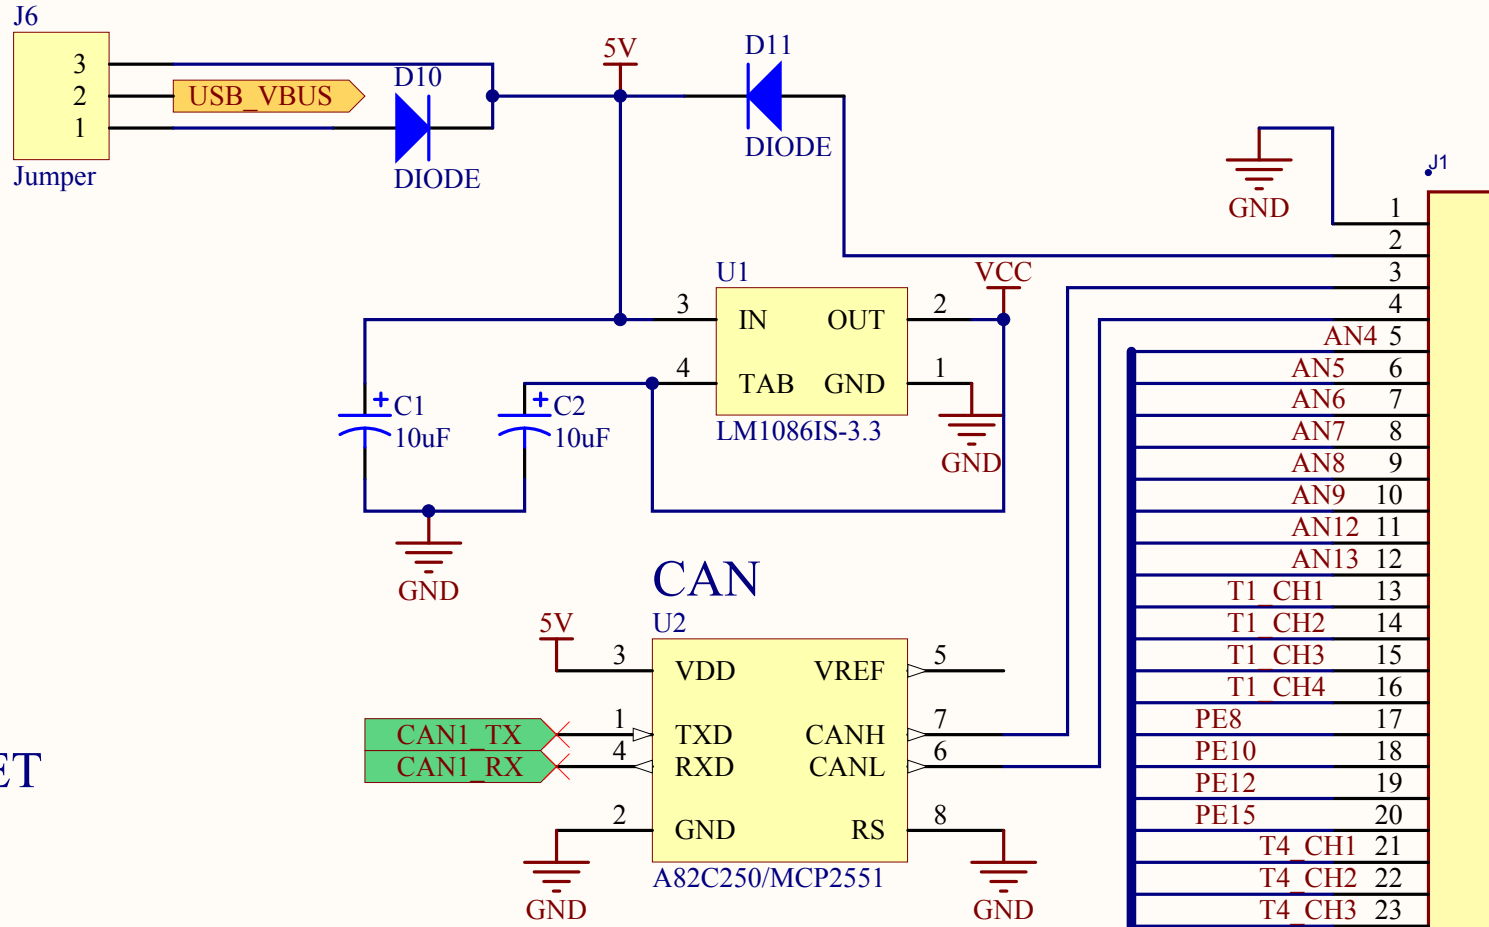 J6
3
2
1
Jumper
USB_VBUS
D10
DIODE
5V
D11
DIODE
GND
J1
1
2
3
4
AN4 5
AN5 6
AN6 7
AN7 8
AN8 9
AN9 10
AN12 11
AN13 12
T1_CH1 13
T1_CH2 14
T1_CH3 15
T1_CH4 16
PE8 17
PE10 18
PE12 19
PE15 20
T4_CH1 21
T4_CH2 22
T4_CH3 23
U1
VCC
3 IN OUT 2
4 TAB GND 1
LM1086IS-3.3
GND
+ C1
10uF
+ C2
10uF
GND
CAN
U2
5V
3 VDD VREF 5
CAN1_TX 1 TXD CANH 7
CAN1_RX 4 RXD CANL 6
2 GND RS 8
A82C250/MCP2551
GND
GND
ET